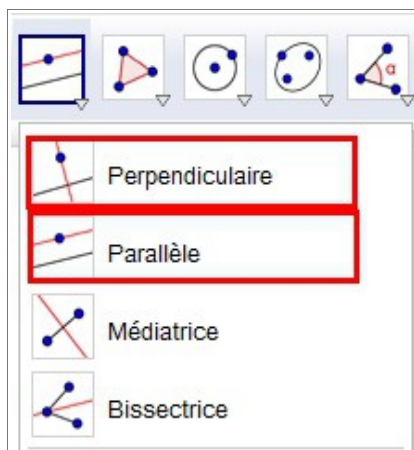 α
Perpendiculaire
Parallèle
Médiatrice
Bissectrice